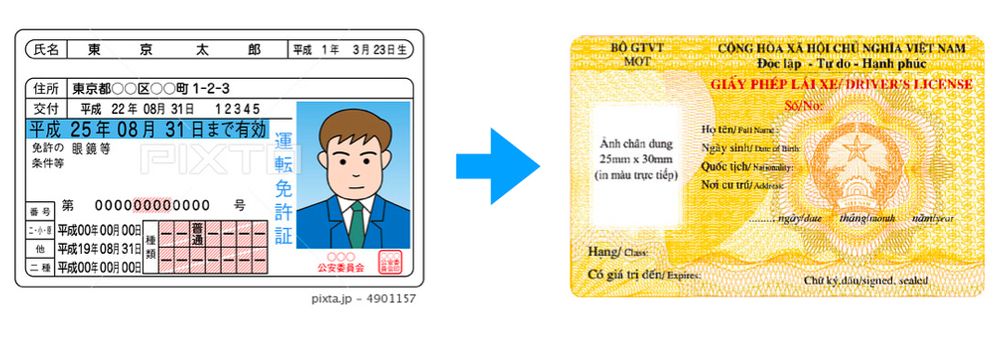 氏名 東 京 太 郎 平成 1年 3月23日生
住所 東京都○○区○○町1-2-3
交付 平成 22年 08月 31日 12345
平成 25年 08月 31日まで有効
免許の 眼鏡等
条件等
運転免許証
番号 第 000000000000 号
二・小・原 平成00年00月00日
他 平成19年08月31日
二種 平成00年00月00日
種類 普通
○○○
公安委員会
PIXTA
pixta.jp - 4901157
BỘ GTVT
MOT
CỘNG HÒA XÃ HỘI CHỦ NGHĨA VIỆT NAM
Độc lập - Tự do - Hạnh phúc
GIẤY PHÉP LÁI XE/ DRIVER'S LICENSE
Số/No:
Ảnh chân dung
25mm x 30mm
(in màu trực tiếp)
Họ tên/ Full Name:
Ngày sinh/ Date of Birth:
Quốc tịch/ Nationality:
Nơi cư trú/ Address:
........, ngày/date tháng/month năm/year
Hạng/ Class:
Có giá trị đến/ Expires:
Chữ ký,dấu/signed, sealed